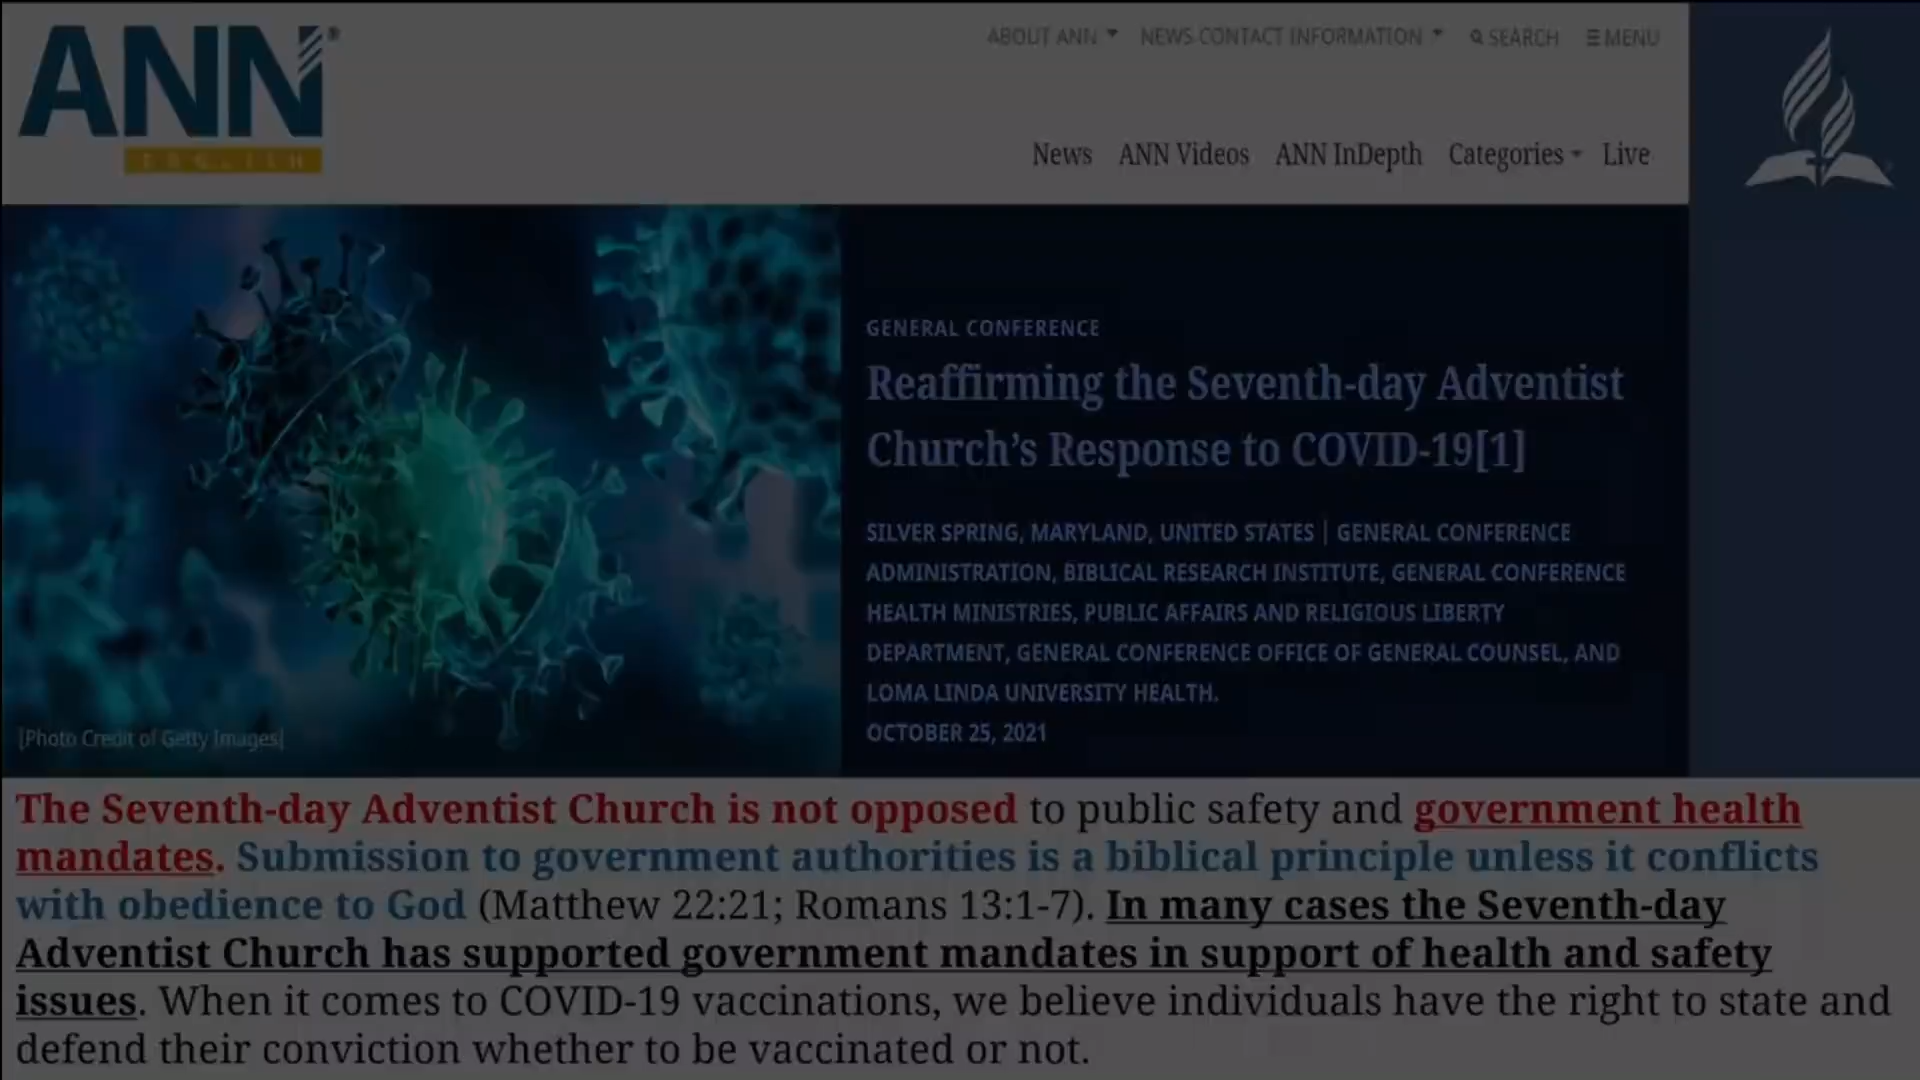 ANN
ENGLISH
ABOUT ANN
NEWS CONTACT INFORMATION
SEARCH
MENU
News
ANN Videos
ANN InDepth
Categories
Live
GENERAL CONFERENCE
Reaffirming the Seventh-day Adventist
Church’s Response to COVID-19[1]
SILVER SPRING, MARYLAND, UNITED STATES | GENERAL CONFERENCE
ADMINISTRATION, BIBLICAL RESEARCH INSTITUTE, GENERAL CONFERENCE
HEALTH MINISTRIES, PUBLIC AFFAIRS AND RELIGIOUS LIBERTY
DEPARTMENT, GENERAL CONFERENCE OFFICE OF GENERAL COUNSEL, AND
LOMA LINDA UNIVERSITY HEALTH.
OCTOBER 25, 2021
[Photo Credit of Getty Images]
The Seventh-day Adventist Church is not opposed to public safety and government health
mandates. Submission to government authorities is a biblical principle unless it conflicts
with obedience to God (Matthew 22:21; Romans 13:1-7). In many cases the Seventh-day
Adventist Church has supported government mandates in support of health and safety
issues. When it comes to COVID-19 vaccinations, we believe individuals have the right to state and
defend their conviction whether to be vaccinated or not.